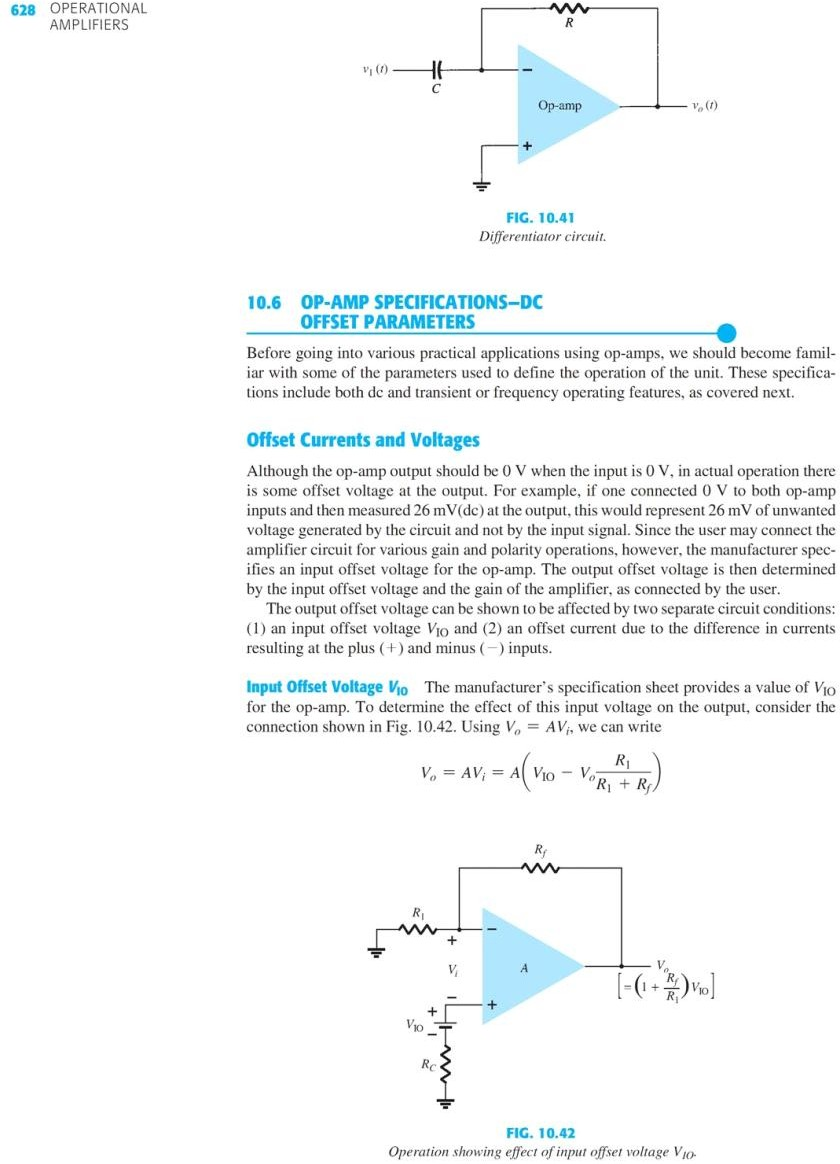 628 OPERATIONAL
AMPLIFIERS
R
v1 (t)
C
−
Op-amp
vo (t)
+
FIG. 10.41
Differentiator circuit.
10.6 OP-AMP SPECIFICATIONS–DC
OFFSET PARAMETERS
Before going into various practical applications using op-amps, we should become famil-
iar with some of the parameters used to define the operation of the unit. These specifica-
tions include both dc and transient or frequency operating features, as covered next.
Offset Currents and Voltages
Although the op-amp output should be 0 V when the input is 0 V, in actual operation there
is some offset voltage at the output. For example, if one connected 0 V to both op-amp
inputs and then measured 26 mV(dc) at the output, this would represent 26 mV of unwanted
voltage generated by the circuit and not by the input signal. Since the user may connect the
amplifier circuit for various gain and polarity operations, however, the manufacturer spec-
ifies an input offset voltage for the op-amp. The output offset voltage is then determined
by the input offset voltage and the gain of the amplifier, as connected by the user.
The output offset voltage can be shown to be affected by two separate circuit conditions:
(1) an input offset voltage VIO and (2) an offset current due to the difference in currents
resulting at the plus (+) and minus (−) inputs.
Input Offset Voltage VIO The manufacturer's specification sheet provides a value of VIO
for the op-amp. To determine the effect of this input voltage on the output, consider the
connection shown in Fig. 10.42. Using Vo = AVi, we can write
Vo = AVi = A(VIO − Vo R1 / (R1 + Rf))
Rf
R1
+
−
Vi
A
Vo
[= (1 + Rf/R1) VIO]
−
+
+
VIO
−
RC
FIG. 10.42
Operation showing effect of input offset voltage VIO.